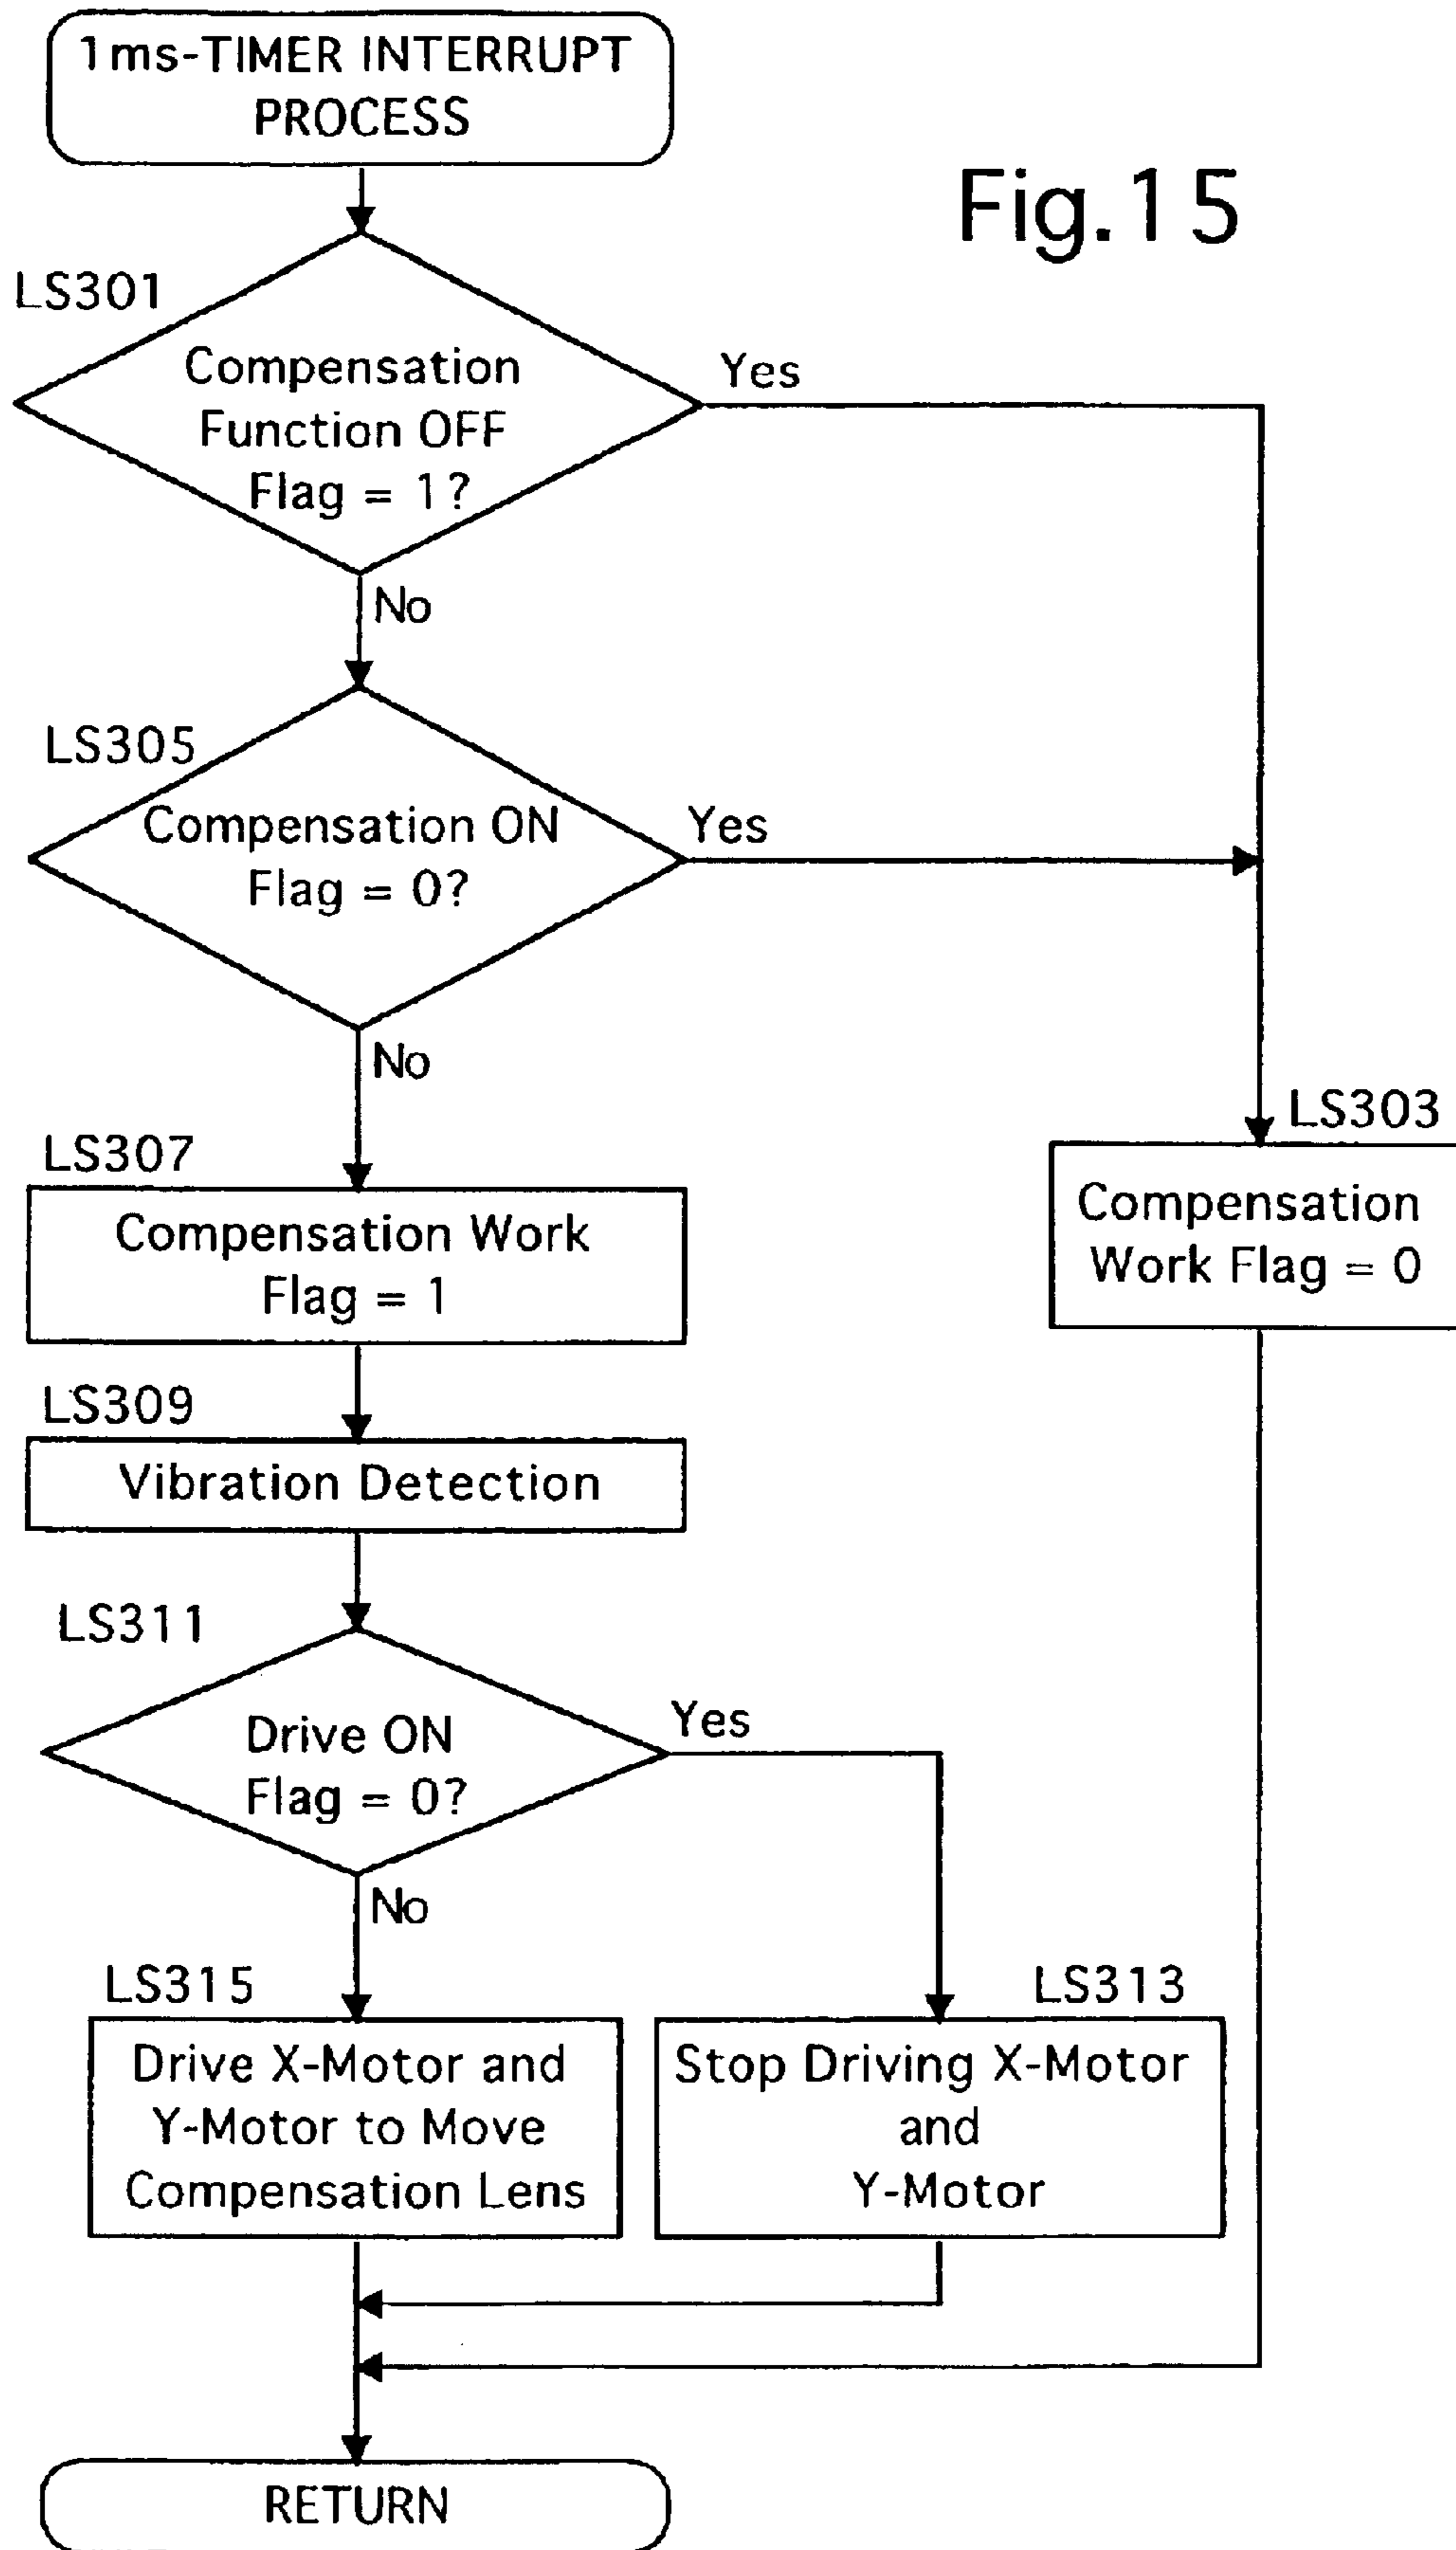 1ms-TIMER INTERRUPT
PROCESS
Fig.15
LS301
Compensation
Function OFF
Flag = 1?
Yes
No
LS305
Compensation ON
Flag = 0?
Yes
No
LS307
Compensation Work
Flag = 1
LS303
Compensation
Work Flag = 0
LS309
Vibration Detection
LS311
Drive ON
Flag = 0?
Yes
No
LS315
Drive X-Motor and
Y-Motor to Move
Compensation Lens
LS313
Stop Driving X-Motor
and
Y-Motor
RETURN